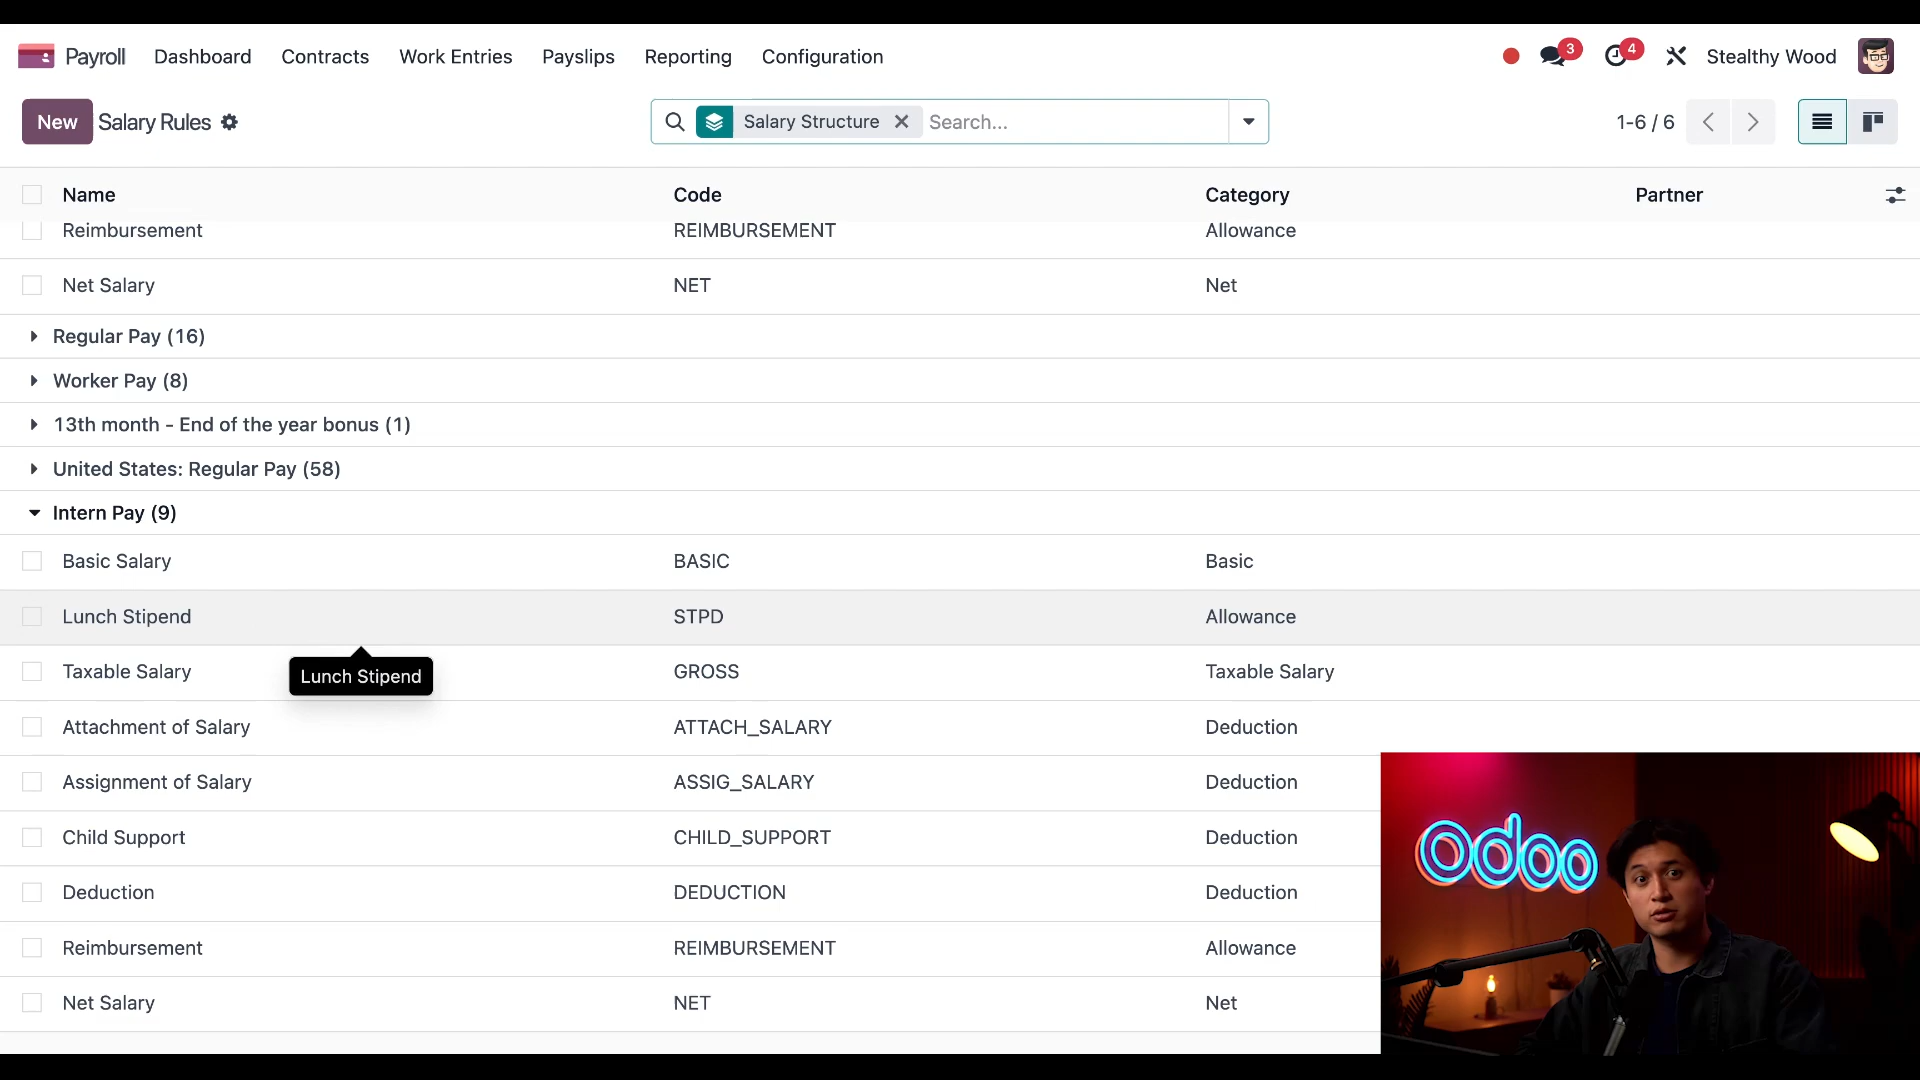 Payroll Dashboard Contracts Work Entries Payslips Reporting Configuration 3 4 Stealthy Wood
New Salary Rules Salary Structure Search... 1-6 / 6
Name Code Category Partner
Reimbursement REIMBURSEMENT Allowance
Net Salary NET Net
Regular Pay (16)
Worker Pay (8)
13th month - End of the year bonus (1)
United States: Regular Pay (58)
Intern Pay (9)
Basic Salary BASIC Basic
Lunch Stipend STPD Allowance
Taxable Salary GROSS Taxable Salary
Lunch Stipend
Attachment of Salary ATTACH_SALARY Deduction
Assignment of Salary ASSIG_SALARY Deduction
Child Support CHILD_SUPPORT Deduction
odoo
Deduction DEDUCTION Deduction
Reimbursement REIMBURSEMENT Allowance
Net Salary NET Net